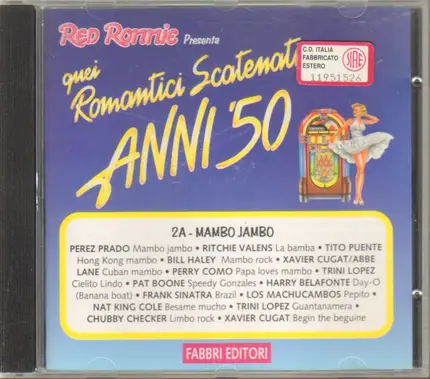 RED RONNIE Presenta
quei
Romantici Scatenati
ANNI '50
C.D. ITALIA
FABBRICATO
ESTERO
SIAE
11951526
2A - MAMBO JAMBO
PEREZ PRADO Mambo jambo • RITCHIE VALENS La bamba • TITO PUENTE
Hong Kong mambo • BILL HALEY Mambo rock • XAVIER CUGAT/ABBE
LANE Cuban mambo • PERRY COMO Papa loves mambo • TRINI LOPEZ
Cielito Lindo • PAT BOONE Speedy Gonzales • HARRY BELAFONTE Day-O
(Banana boat) • FRANK SINATRA Brazil • LOS MACHUCAMBOS Pepito •
NAT KING COLE Besame mucho • TRINI LOPEZ Guantanamera •
CHUBBY CHECKER Limbo rock • XAVIER CUGAT Begin the beguine
FABBRI EDITORI